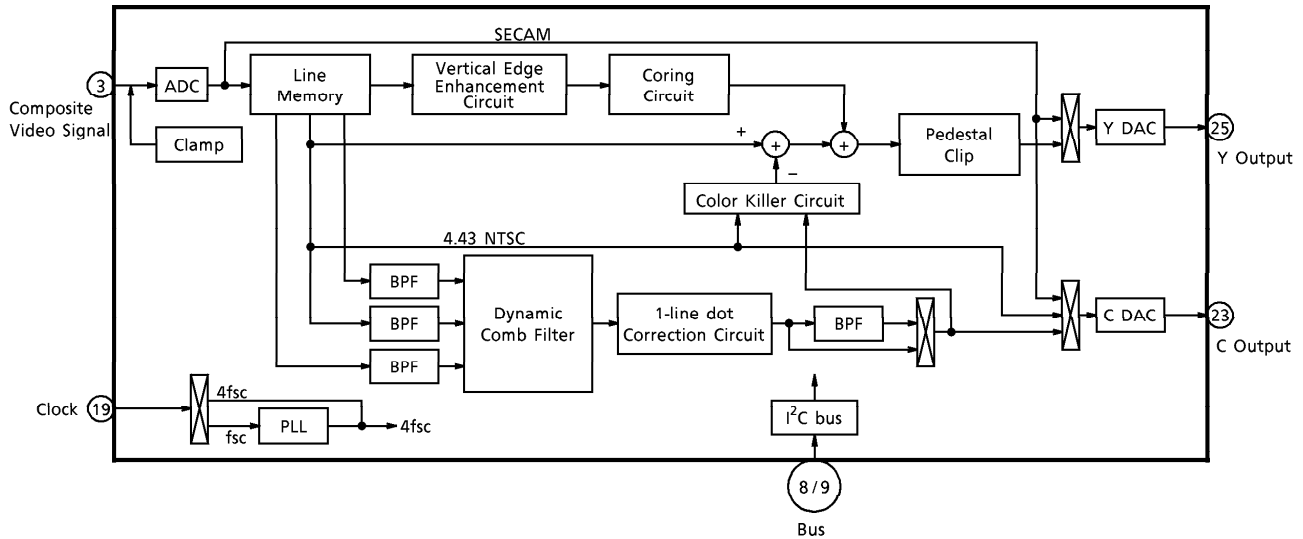 SECAM
3
ADC
Line
Memory
Vertical Edge
Enhancement
Circuit
Coring
Circuit
Composite
Video Signal
Clamp
+
+
+
−
Pedestal
Clip
Y DAC
25
Y Output
Color Killer Circuit
4.43 NTSC
BPF
BPF
BPF
Dynamic
Comb Filter
1-line dot
Correction Circuit
BPF
C DAC
23
C Output
Clock
19
4fsc
fsc
PLL
4fsc
I²C bus
8/9
Bus